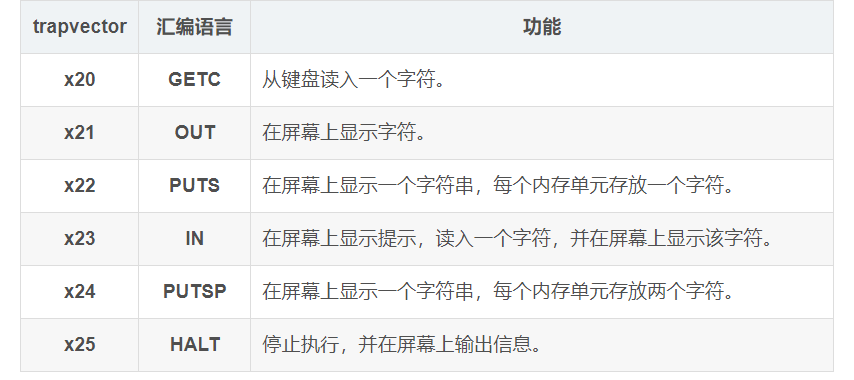 trapvector 汇编语言 功能
x20 GETC 从键盘读入一个字符。
x21 OUT 在屏幕上显示字符。
x22 PUTS 在屏幕上显示一个字符串，每个内存单元存放一个字符。
x23 IN 在屏幕上显示提示，读入一个字符，并在屏幕上显示该字符。
x24 PUTSP 在屏幕上显示一个字符串，每个内存单元存放两个字符。
x25 HALT 停止执行，并在屏幕上输出信息。